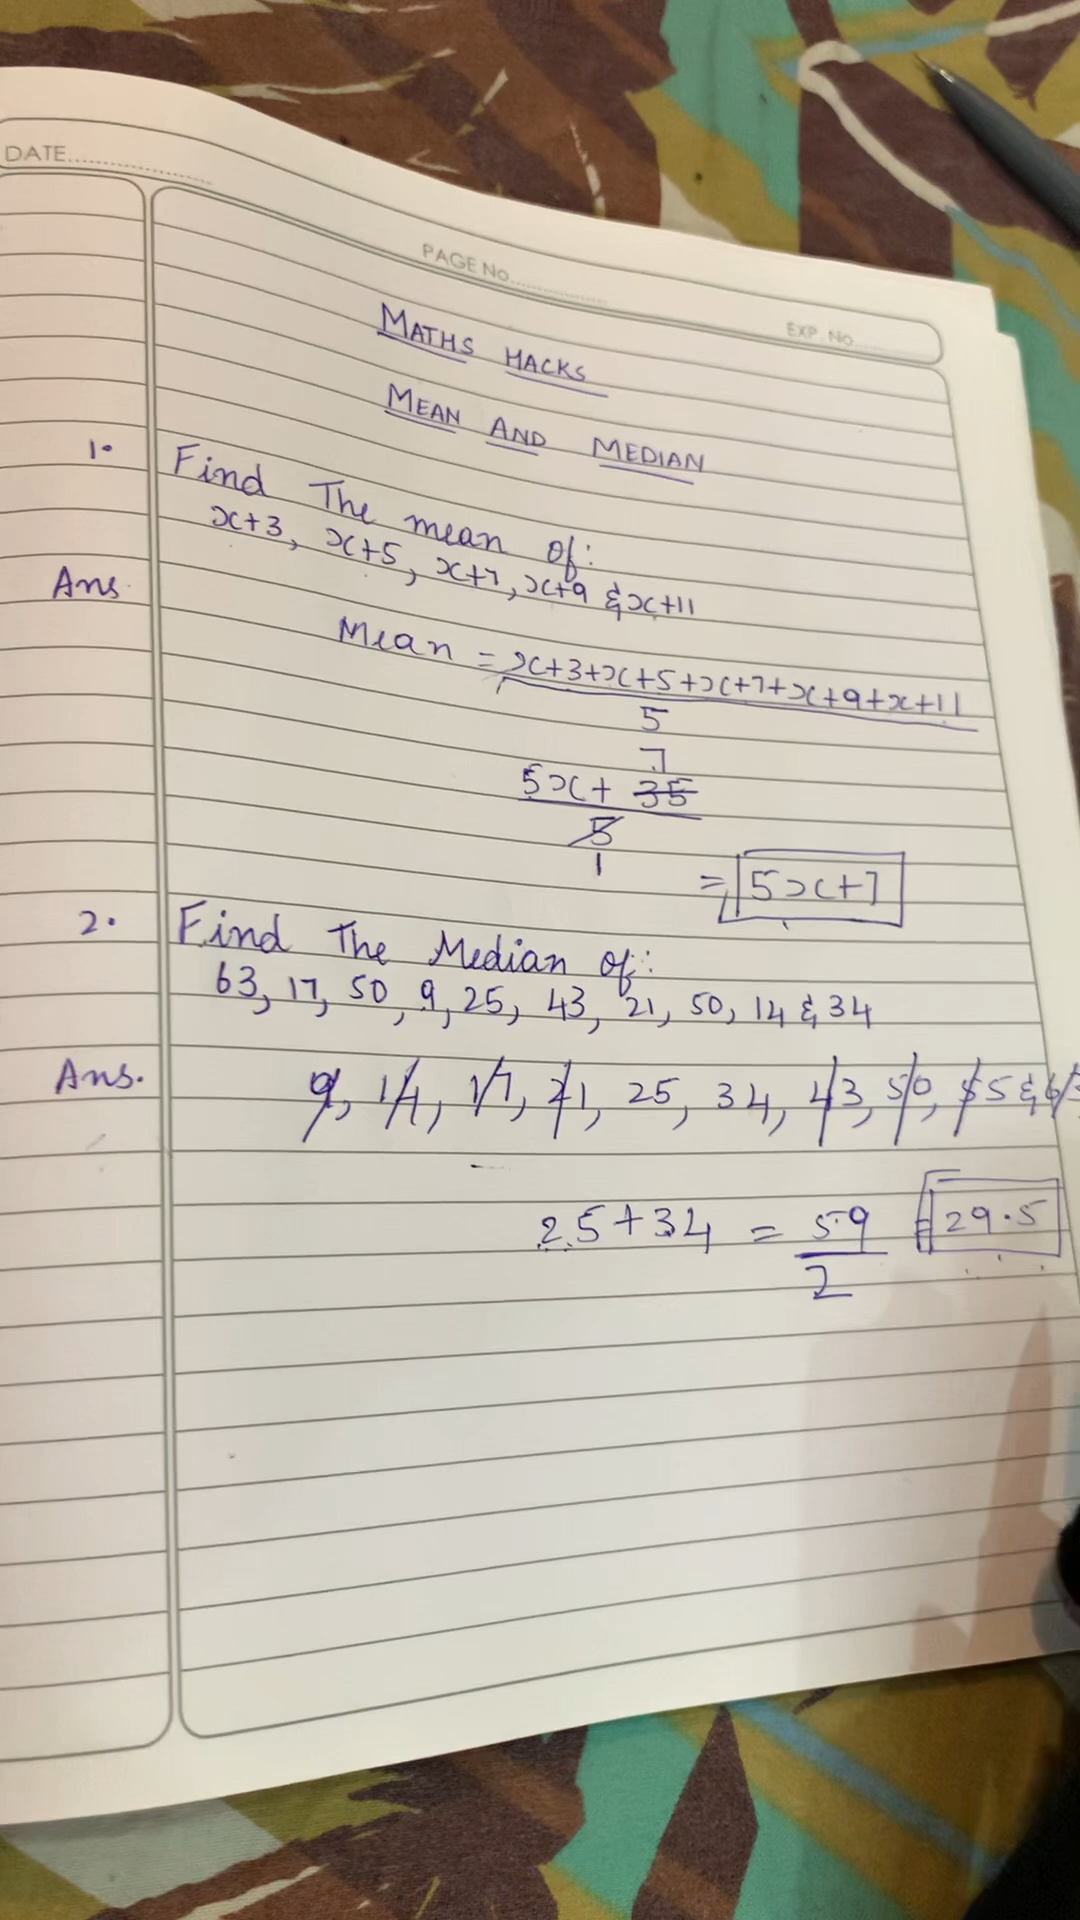 DATE
PAGE No.
EXP. No.
MATHS HACKS
MEAN AND MEDIAN
1. Find The mean of:
x+3, x+5, x+7, x+9 & x+11
Ans.
Mean = x+3+x+5+x+7+x+9+x+11
5
7
5x+ 35
5
1
= 5x+7
2. Find The Median of:
63, 17, 50, 9, 25, 43, 21, 50, 14 & 34
Ans. 9, 14, 17, 21, 25, 34, 43, 50, 55 & 63
25+34 = 59 = 29.5
2